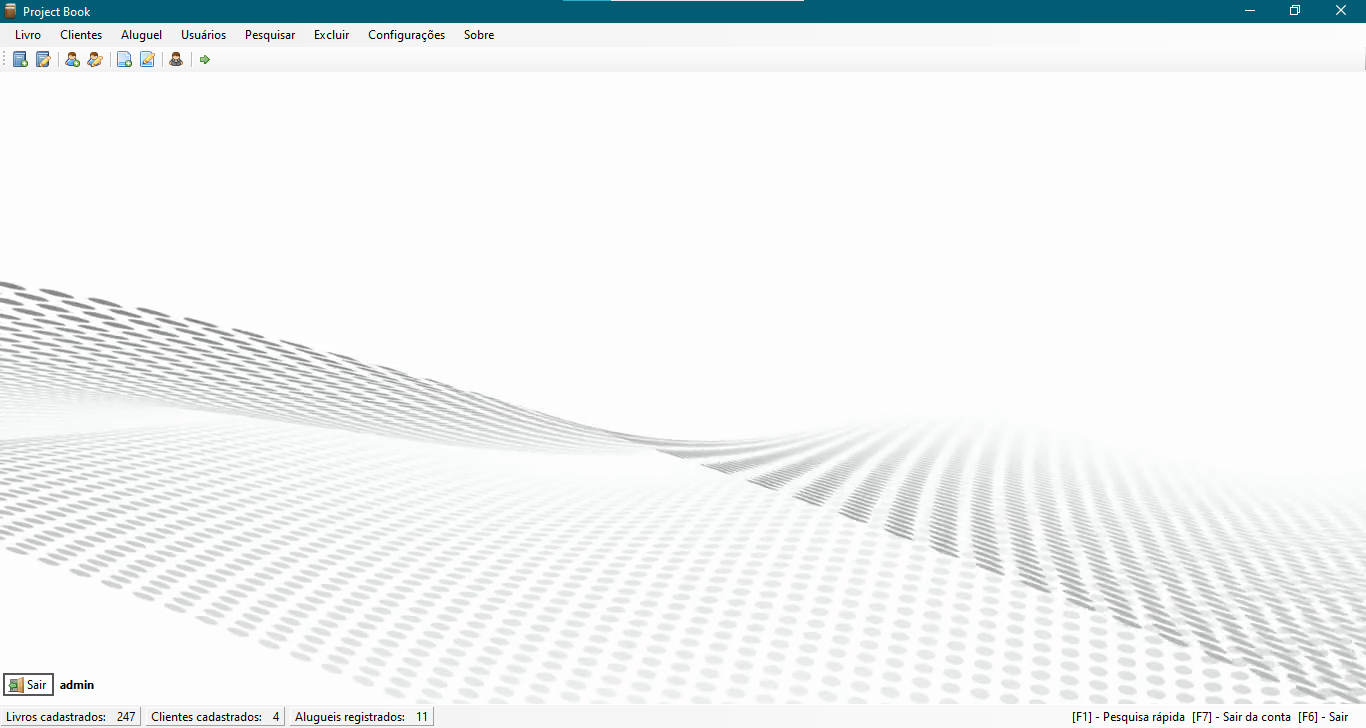 Project Book
Livro Clientes Aluguel Usuários Pesquisar Excluir Configurações Sobre
Sair admin
Livros cadastrados: 247 Clientes cadastrados: 4 Alugueis registrados: 11 [F1] - Pesquisa rápida [F7] - Sair da conta [F6] - Sair